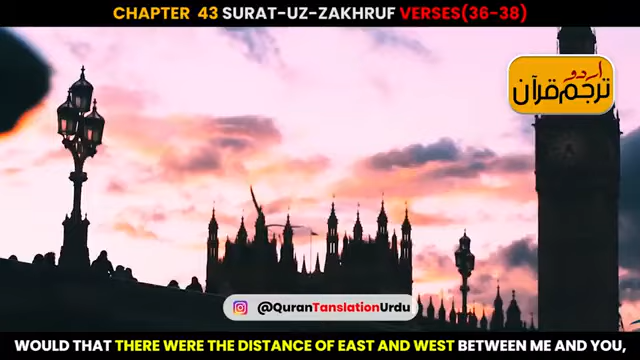 CHAPTER 43 SURAT-UZ-ZAKHRUF VERSES(36-38)
اردو
ترجمہ قرآن
@QuranTanslationUrdu
WOULD THAT THERE WERE THE DISTANCE OF EAST AND WEST BETWEEN ME AND YOU,